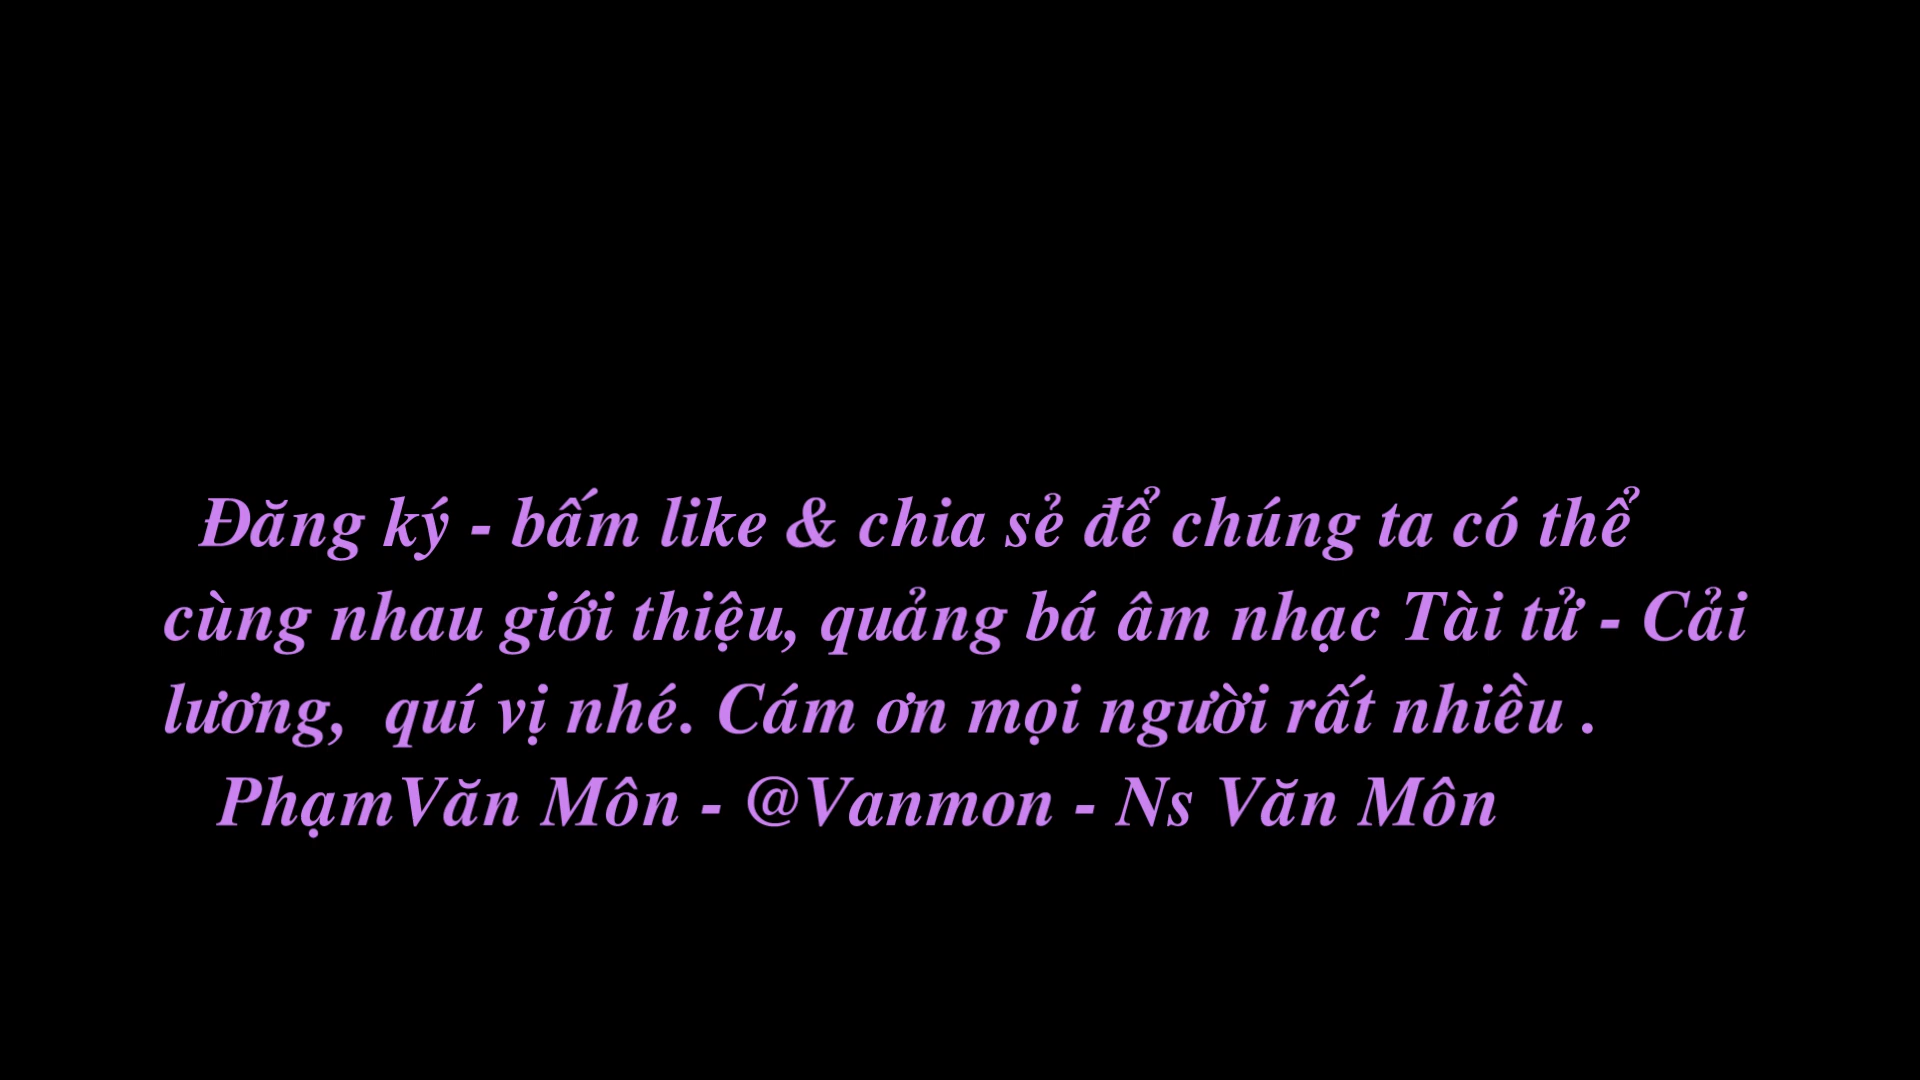 Đăng ký - bấm like & chia sẻ để chúng ta có thể
cùng nhau giới thiệu, quảng bá âm nhạc Tài tử - Cải
lương,  quí vị nhé. Cám ơn mọi người rất nhiều .
PhạmVăn Môn - @Vanmon - Ns Văn Môn